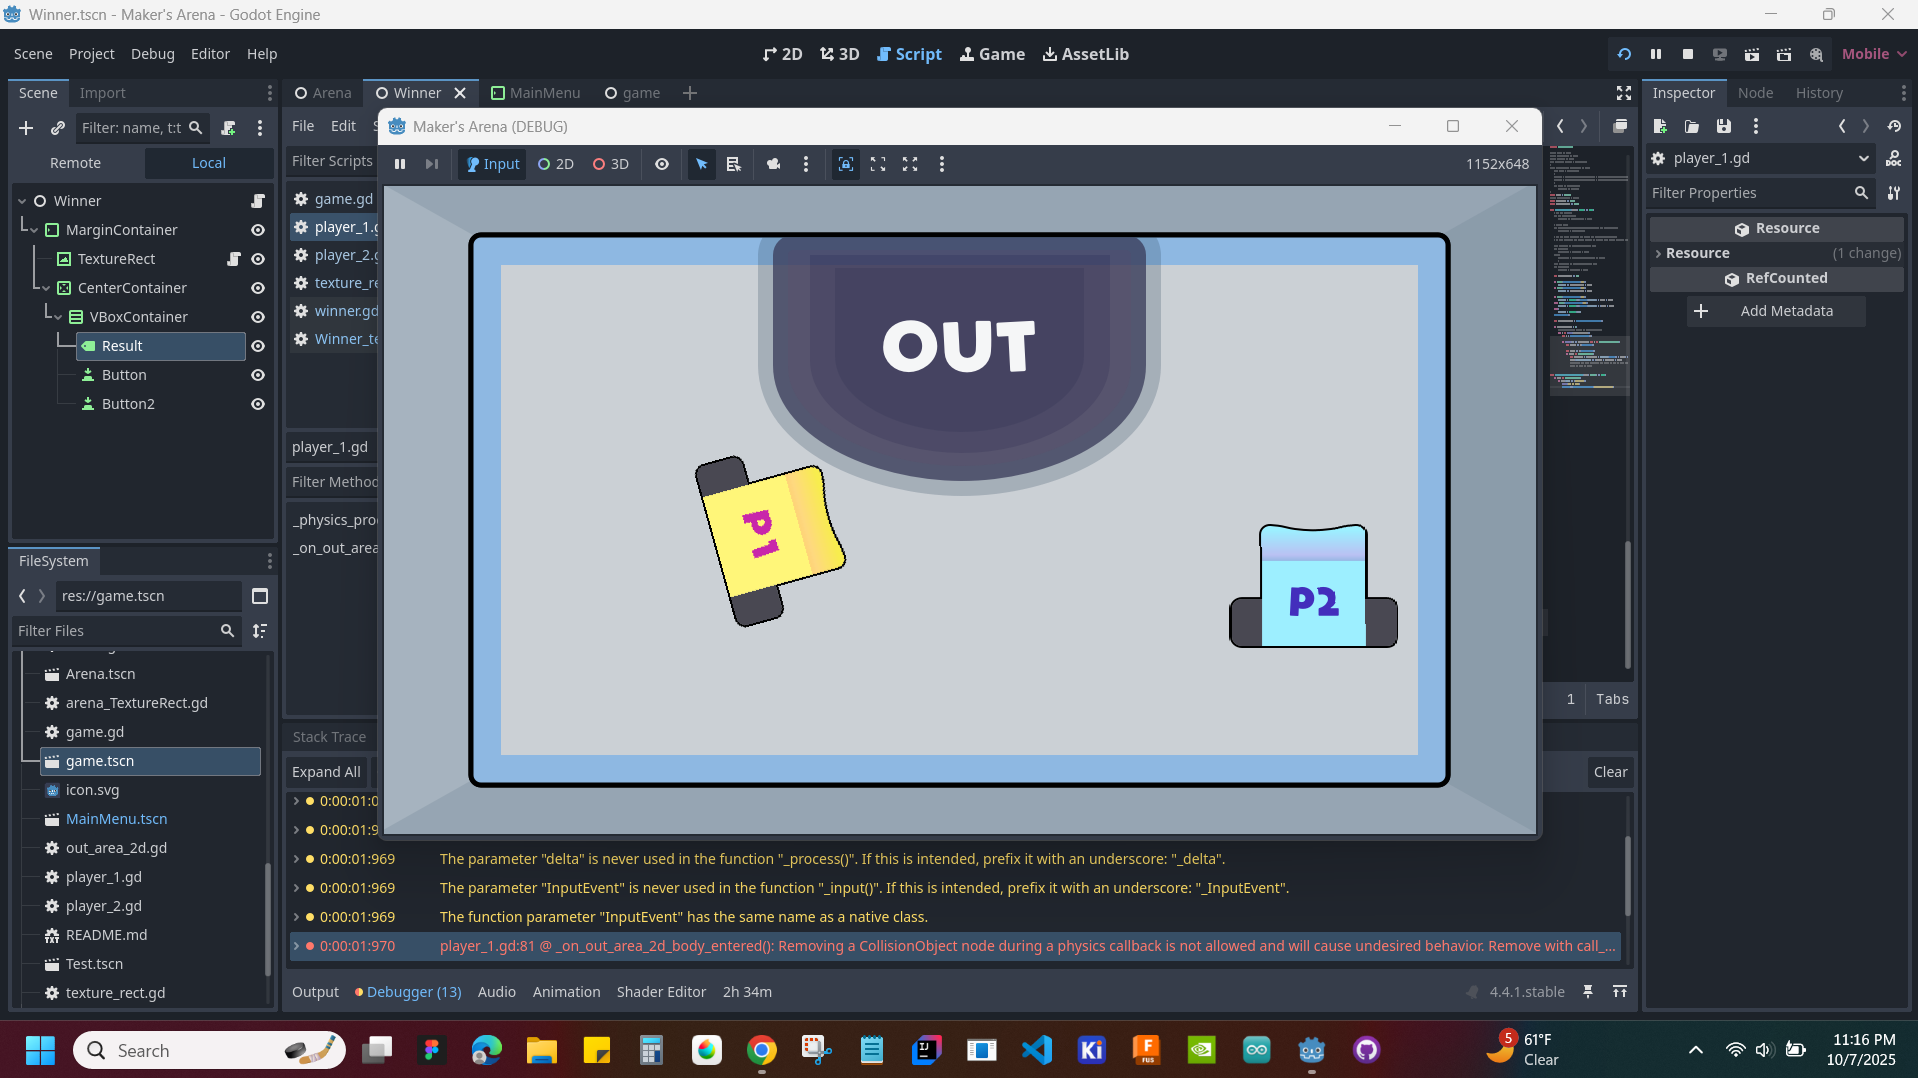 Winner.tscn - Maker's Arena - Godot Engine
Scene Project Debug Editor Help
2D 3D Script Game AssetLib
Mobile
Scene Import
Arena Winner MainMenu game
Inspector Node History
Filter: name, t:t
File Edit S
Maker's Arena (DEBUG)
Remote Local
Filter Scripts
Input 2D 3D
1152x648
player_1.gd
Filter Properties
Winner
MarginContainer
TextureRect
CenterContainer
VBoxContainer
Result
Button
Button2
game.gd
player_1.g
player_2.g
texture_re
winner.gd
Winner_te
player_1.gd
Filter Method
_physics_pro
_on_out_area
OUT
P1
P2
Resource
Resource (1 change)
RefCounted
Add Metadata
1 Tabs
FileSystem
res://game.tscn
Filter Files
Arena.tscn
arena_TextureRect.gd
game.gd
game.tscn
icon.svg
MainMenu.tscn
out_area_2d.gd
player_1.gd
player_2.gd
README.md
Test.tscn
texture_rect.gd
Stack Trace
Expand All
Clear
0:00:01:9
0:00:01:969 The parameter "delta" is never used in the function "_process()". If this is intended, prefix it with an underscore: "_delta".
0:00:01:969 The parameter "InputEvent" is never used in the function "_input()". If this is intended, prefix it with an underscore: "_InputEvent".
0:00:01:969 The function parameter "InputEvent" has the same name as a native class.
0:00:01:970 player_1.gd:81 @ _on_out_area_2d_body_entered(): Removing a CollisionObject node during a physics callback is not allowed and will cause undesired behavior. Remove with call_...
Output Debugger (13) Audio Animation Shader Editor 2h 34m
4.4.1.stable
Search
5
61°F
Clear
11:16 PM
10/7/2025